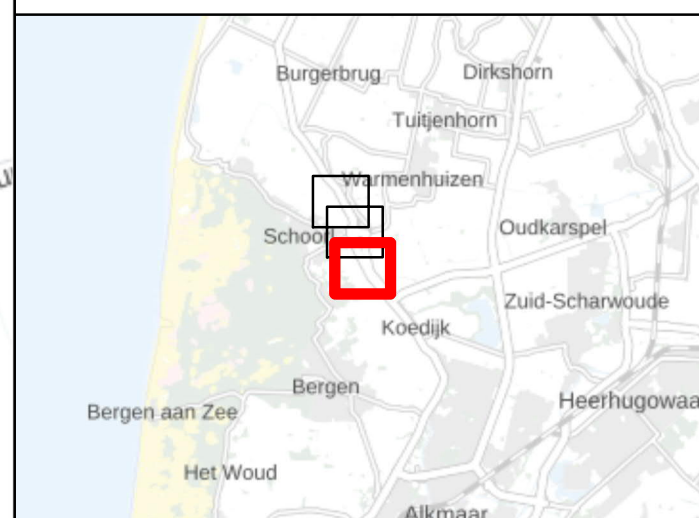 Burgerbrug
Dirkshorn
Tuitjenhorn
Warmenhuizen
Schoorl
Oudkarspel
Zuid-Scharwoude
Koedijk
Bergen
Bergen aan Zee
Heerhugowaa
Het Woud
Alkmaar